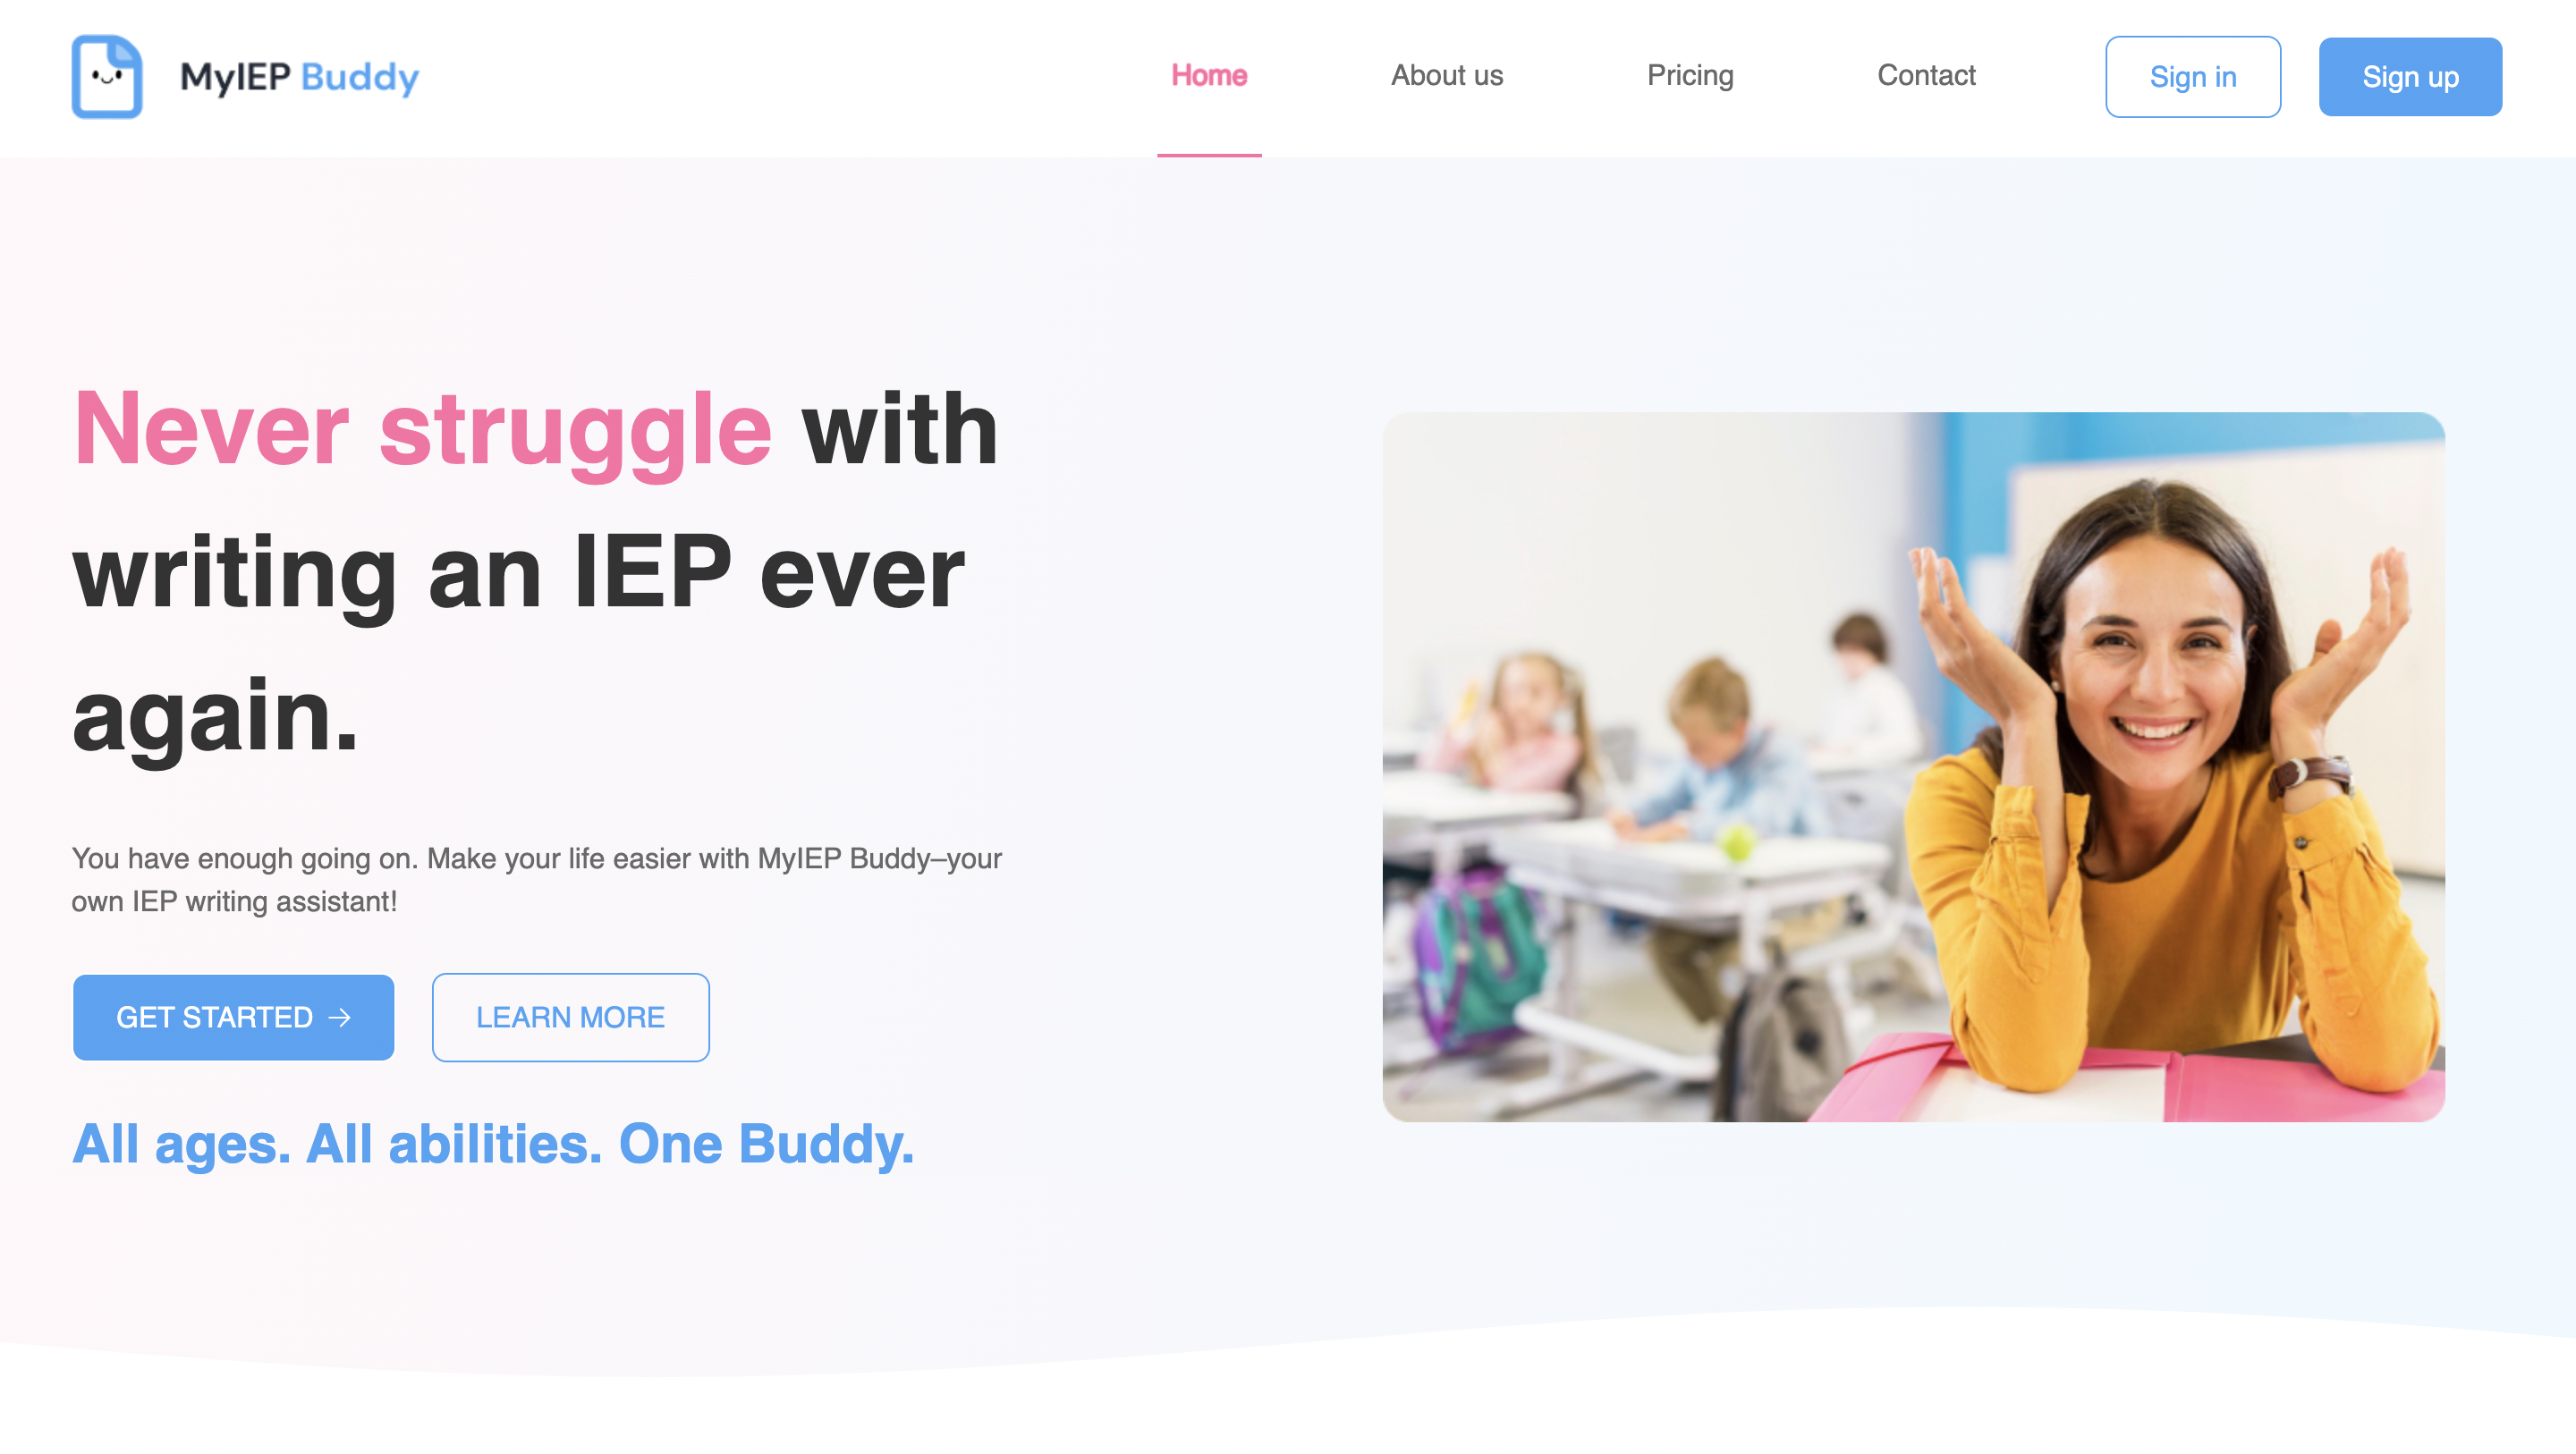 MyIEP Buddy
Home
About us
Pricing
Contact
Sign in
Sign up
Never struggle with
writing an IEP ever
again.
You have enough going on. Make your life easier with MyIEP Buddy–your
own IEP writing assistant!
GET STARTED →
LEARN MORE
All ages. All abilities. One Buddy.